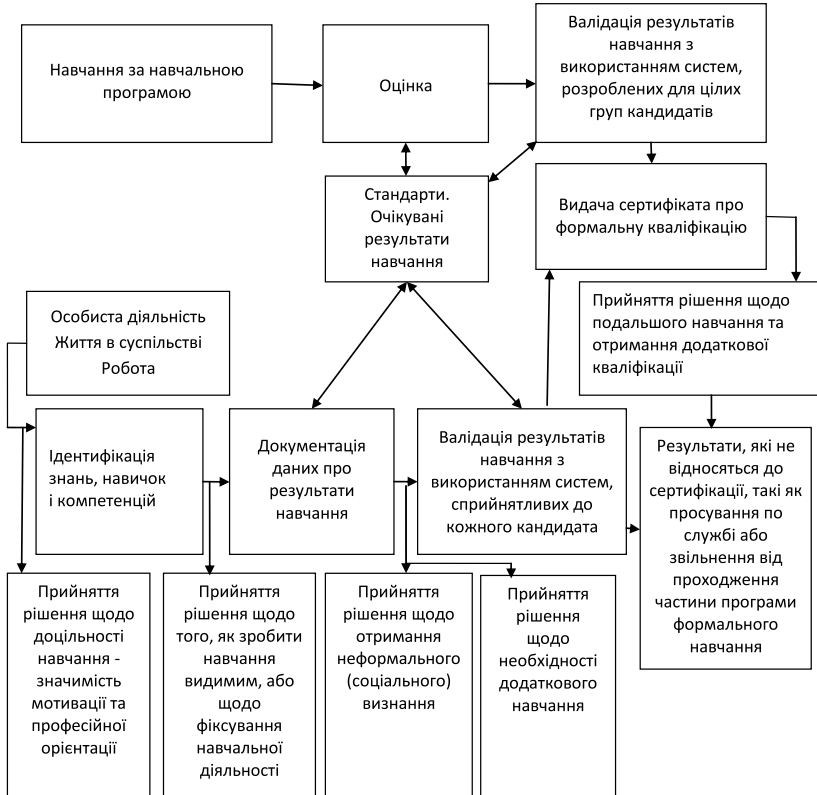 Навчання за навчальною
програмою
Оцінка
Валідація результатів
навчання з
використанням систем,
розроблених для цілих
груп кандидатів
Стандарти.
Очікувані
результати
навчання
Видача сертифіката про
формальну кваліфікацію
Особиста діяльність
Життя в суспільстві
Робота
Прийняття рішення щодо
подальшого навчання та
отримання додаткової
кваліфікації
Ідентифікація
знань, навичок
і компетенцій
Документація
даних про
результати
навчання
Валідація результатів
навчання з
використанням систем,
сприйнятливих до
кожного кандидата
Результати, які не
відносяться до
сертифікації, такі як
просування по
службі або
звільнення від
проходження
частини програми
формального
навчання
Прийняття
рішення щодо
доцільності
навчання -
значимість
мотивації та
професійної
орієнтації
Прийняття
рішення щодо
того, як зробити
навчання
видимим, або
щодо
фіксування
навчальної
діяльності
Прийняття
рішення щодо
отримання
неформального
(соціального)
визнання
Прийняття
рішення
щодо
необхідності
додаткового
навчання